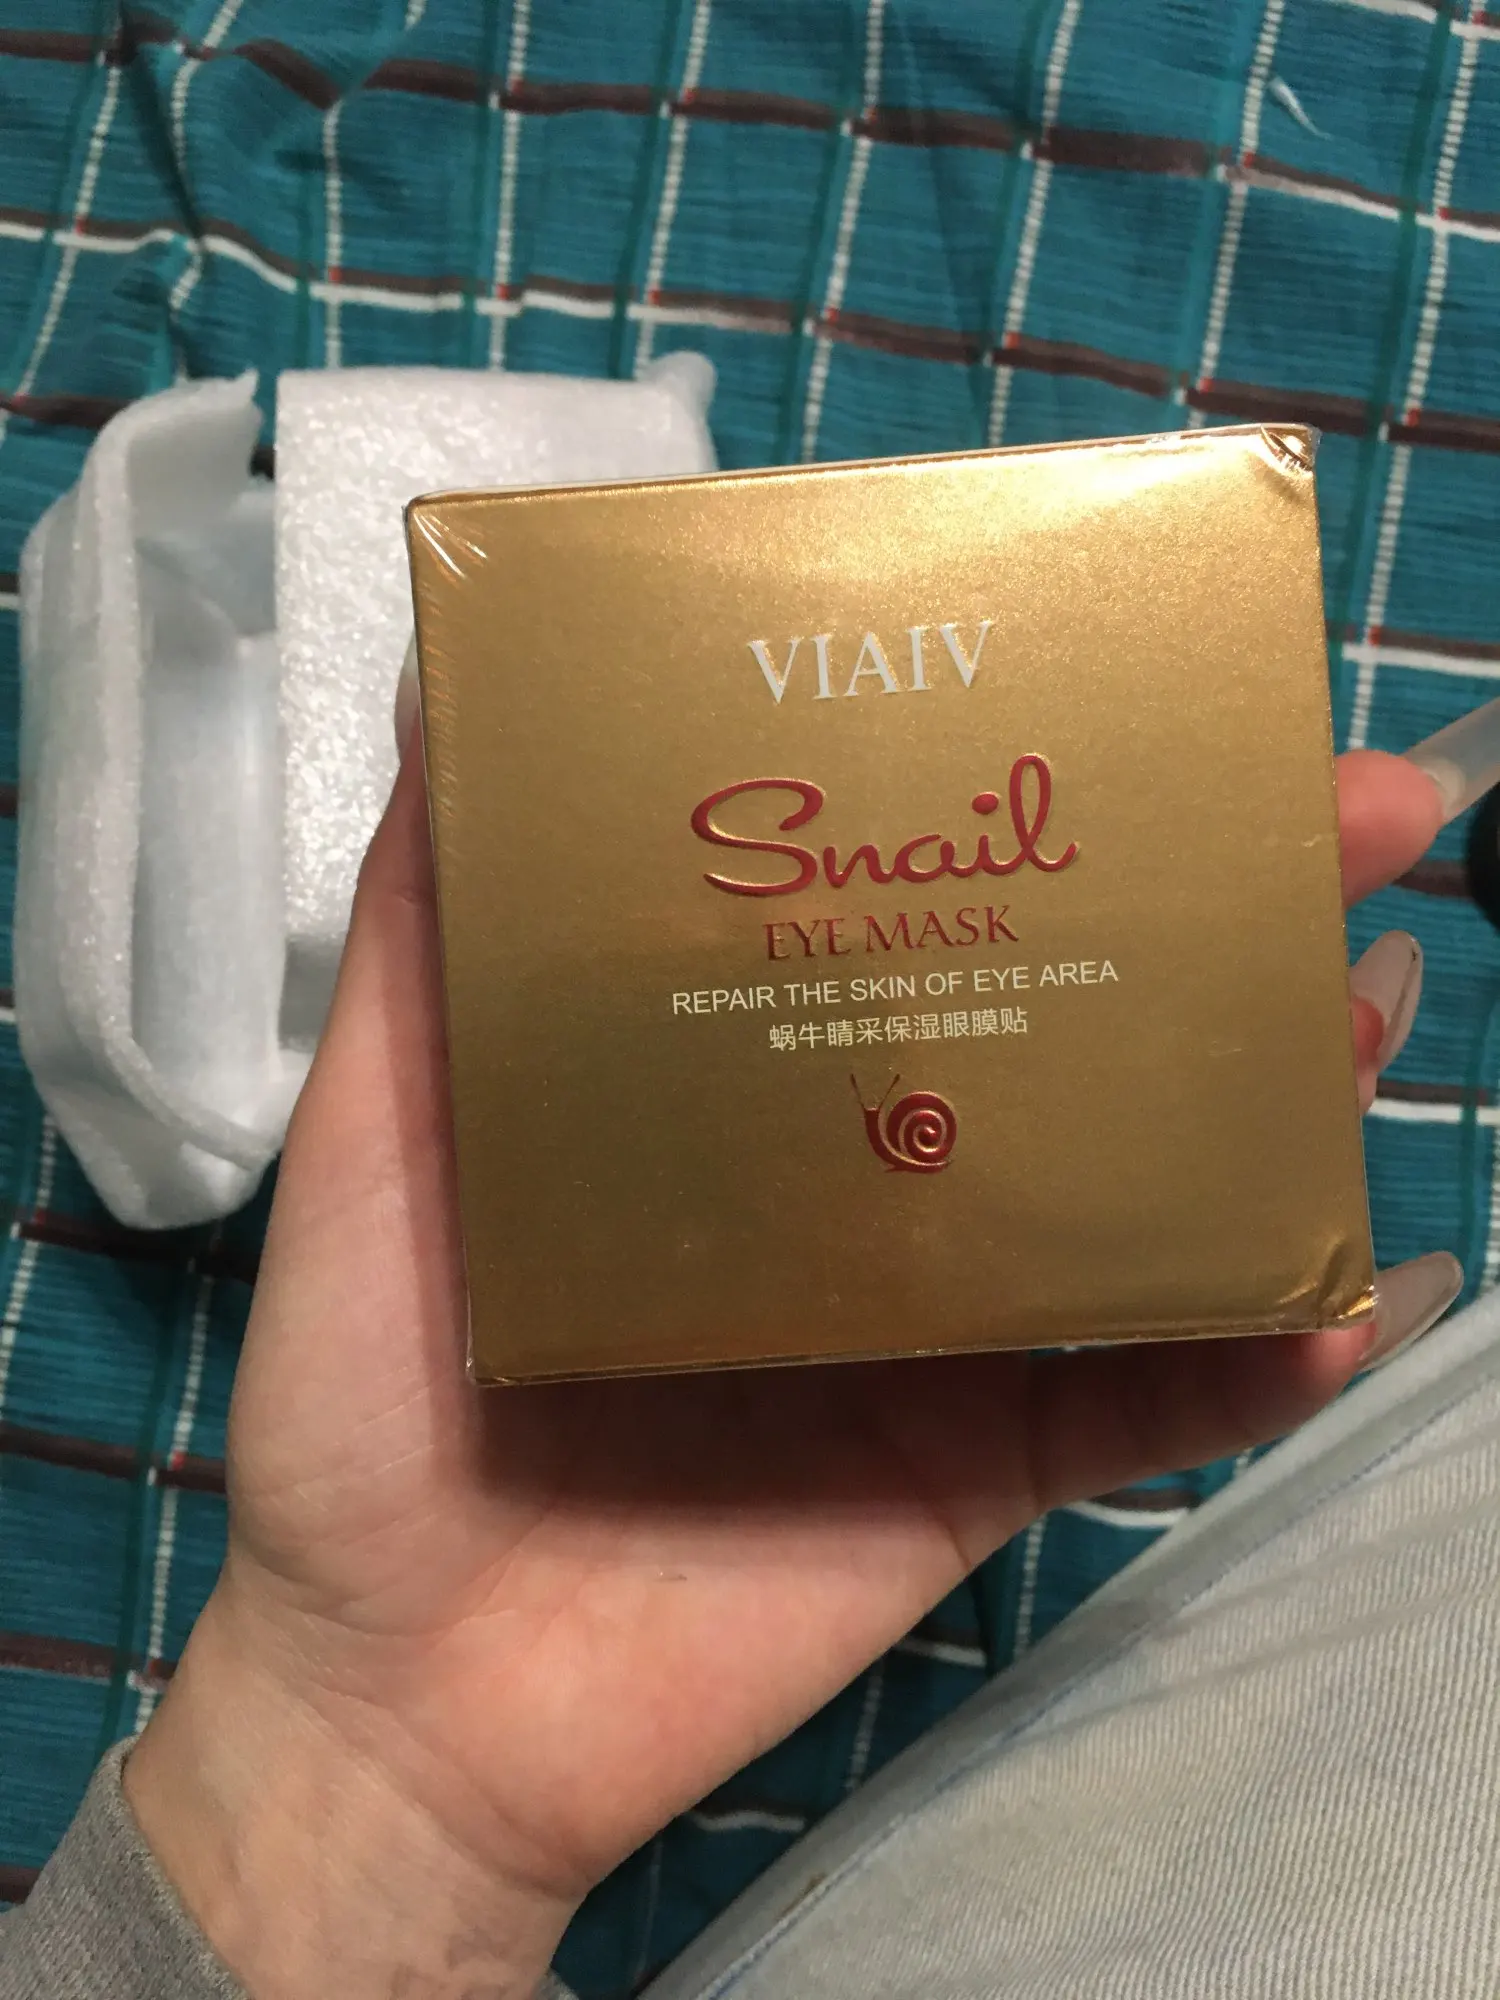 VIAIV
Snail
EYE MASK
REPAIR THE SKIN OF EYE AREA
蜗牛睛采保湿眼膜贴